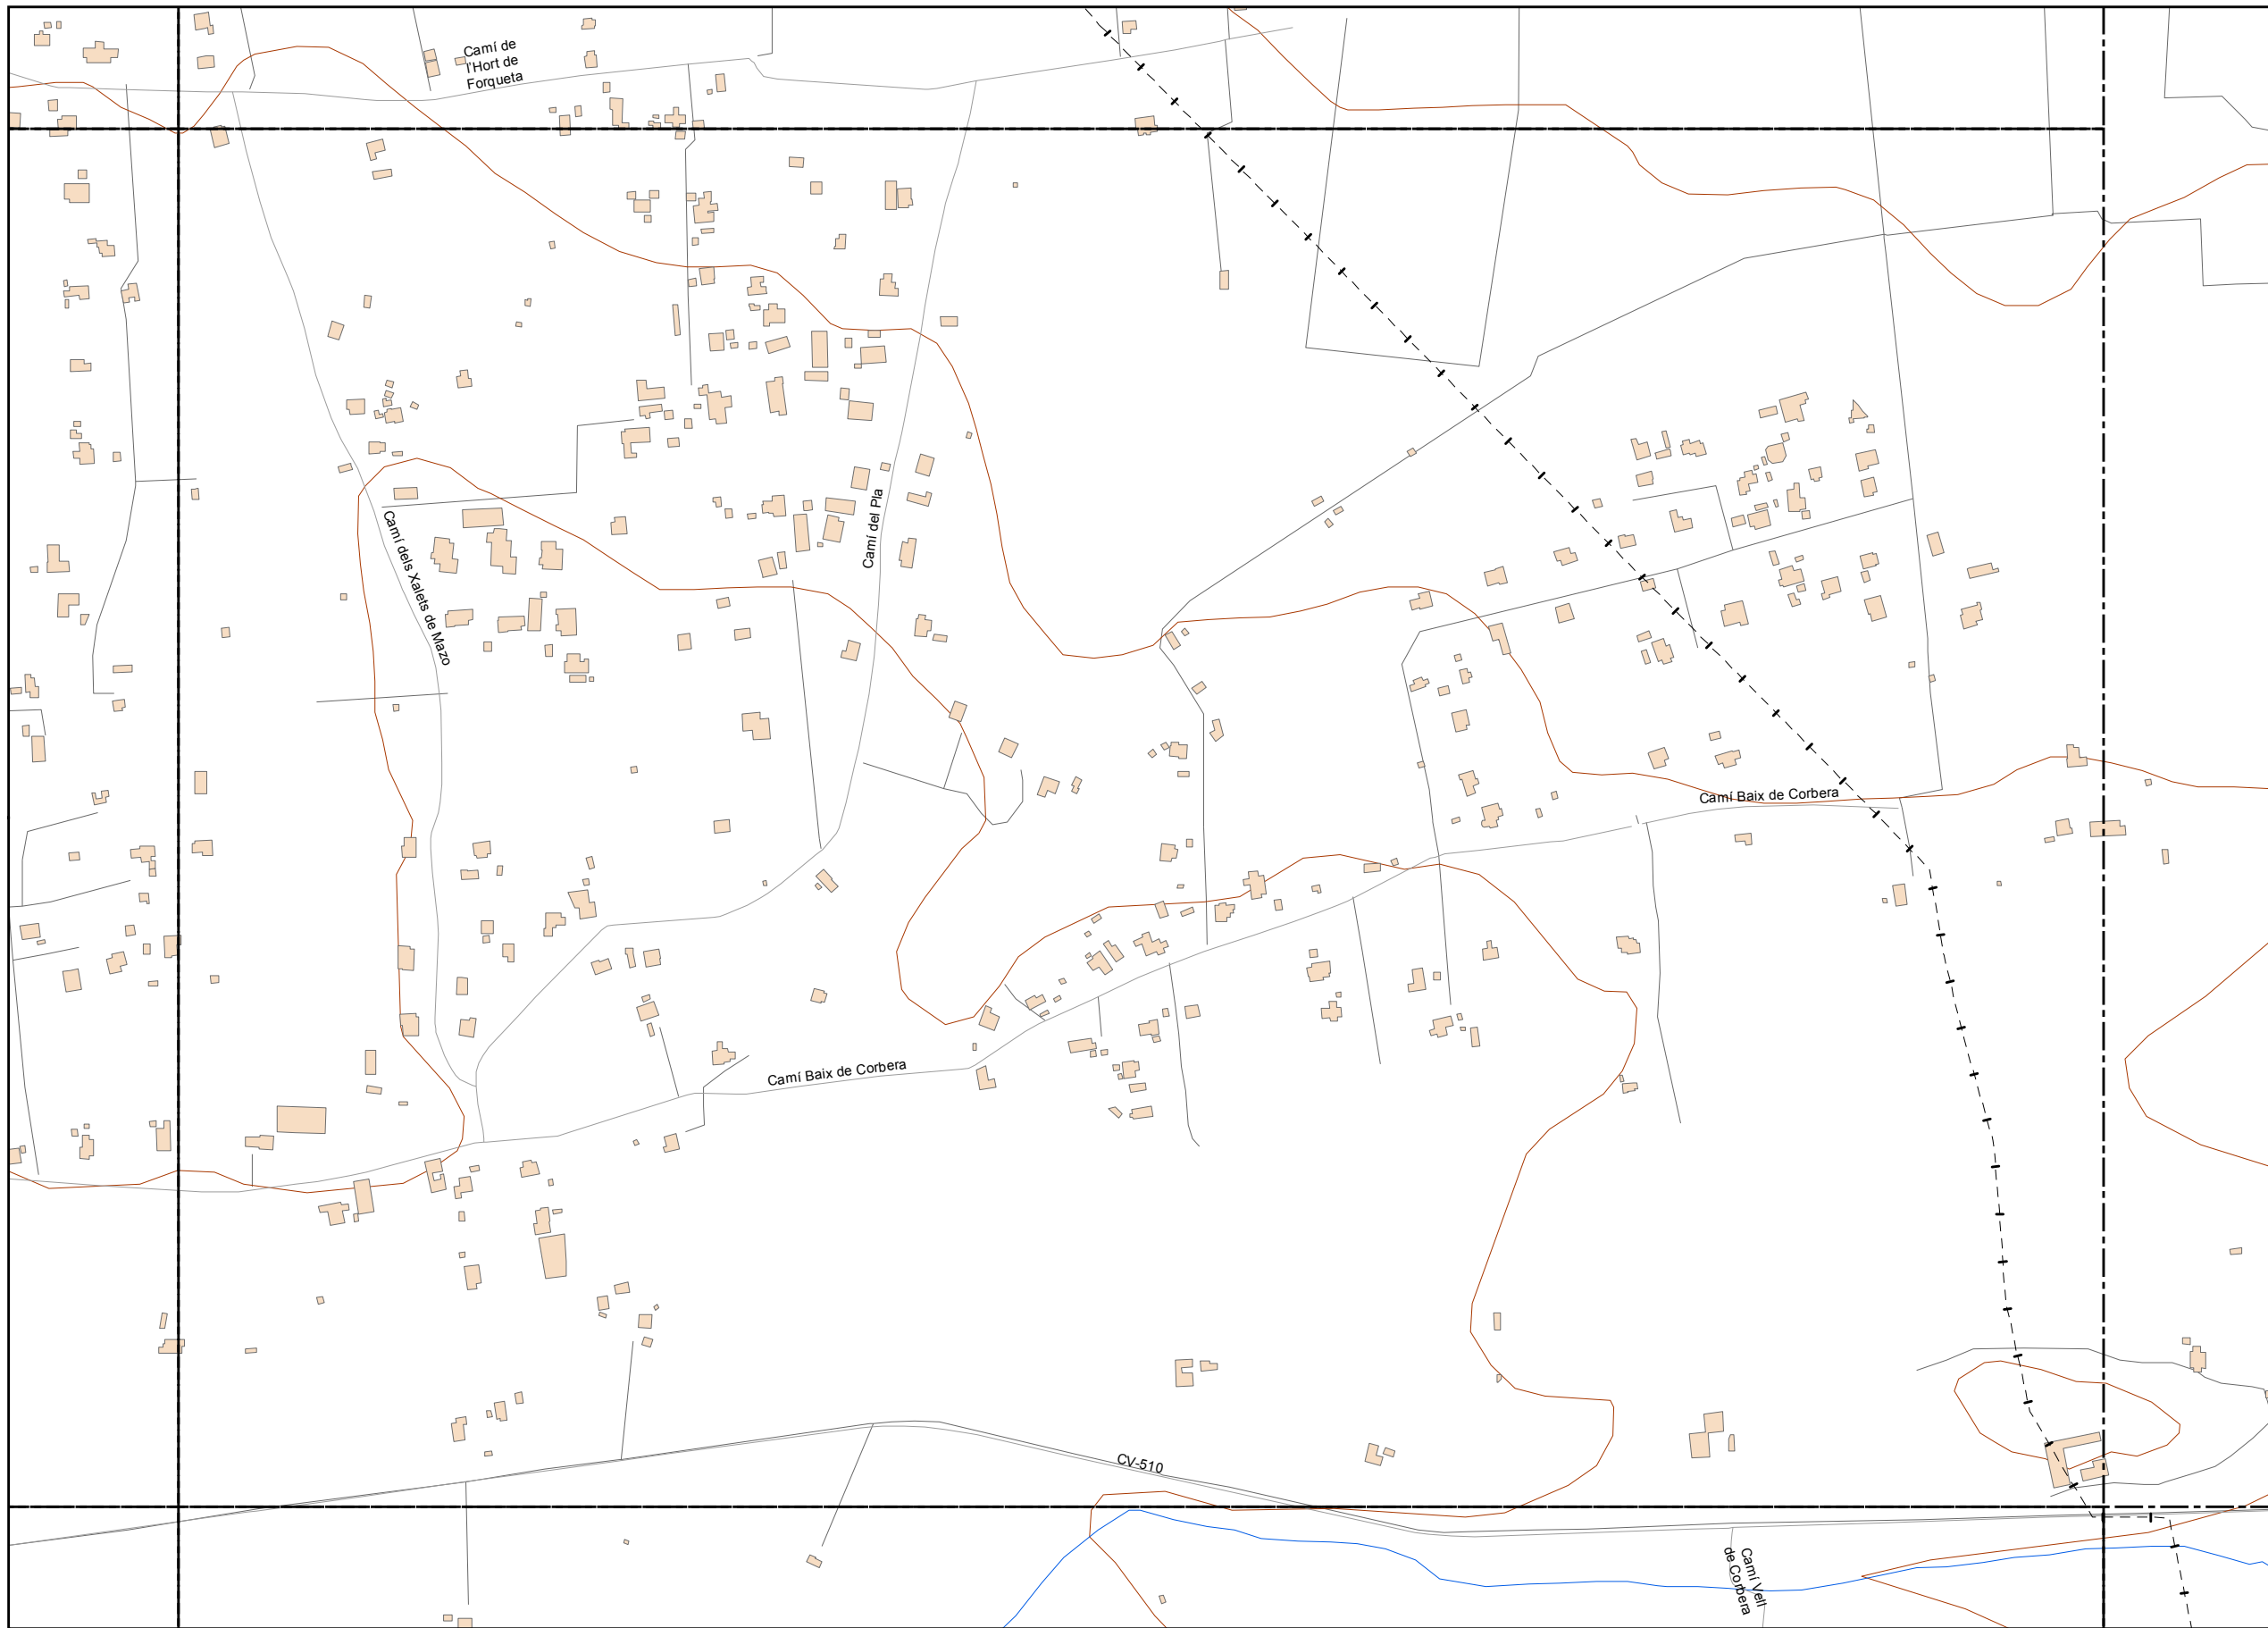 Camí de
l'Hort de
Forqueta
Camí del Pla
Camí dels Xalets de Mazo
Camí Baix de Corbera
Camí Baix de Corbera
CV-510
Camí Vell
de Corbera